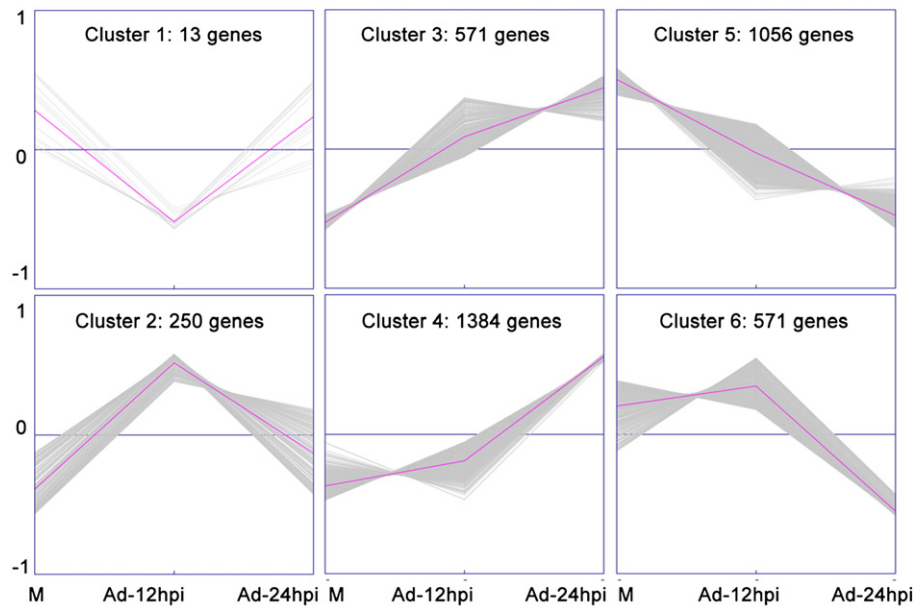 1
Cluster 1: 13 genes
Cluster 3: 571 genes
Cluster 5: 1056 genes
0
-1
1
Cluster 2: 250 genes
Cluster 4: 1384 genes
Cluster 6: 571 genes
0
-1
M Ad-12hpi Ad-24hpi M Ad-12hpi Ad-24hpi M Ad-12hpi Ad-24hpi